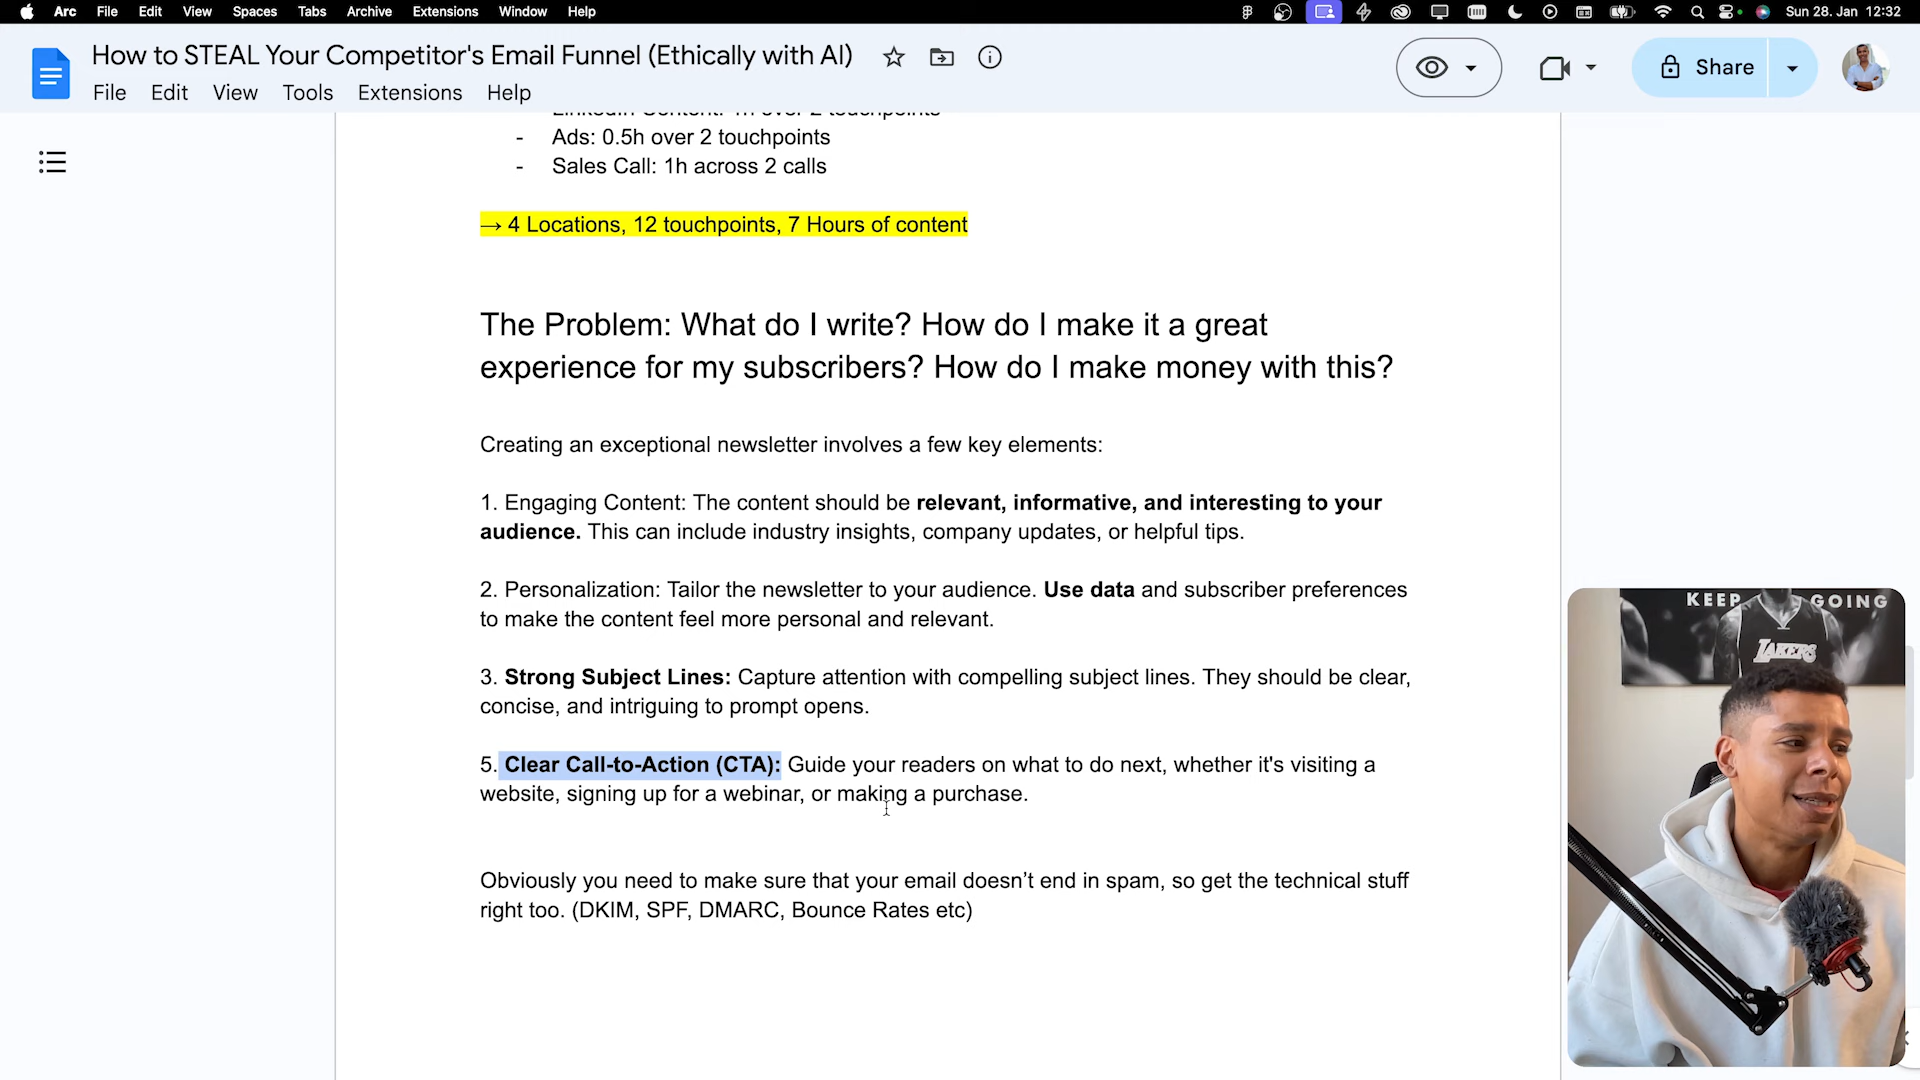 Arc File Edit View Spaces Tabs Archive Extensions Window Help Sun 28. Jan 12:32
How to STEAL Your Competitor's Email Funnel (Ethically with AI)
File Edit View Tools Extensions Help
Share
LinkedIn Content: 1h over 2 touchpoints
- Ads: 0.5h over 2 touchpoints
- Sales Call: 1h across 2 calls
→ 4 Locations, 12 touchpoints, 7 Hours of content
The Problem: What do I write? How do I make it a great
experience for my subscribers? How do I make money with this?
Creating an exceptional newsletter involves a few key elements:
1. Engaging Content: The content should be relevant, informative, and interesting to your
audience. This can include industry insights, company updates, or helpful tips.
2. Personalization: Tailor the newsletter to your audience. Use data and subscriber preferences
to make the content feel more personal and relevant.
3. Strong Subject Lines: Capture attention with compelling subject lines. They should be clear,
concise, and intriguing to prompt opens.
5. Clear Call-to-Action (CTA): Guide your readers on what to do next, whether it's visiting a
website, signing up for a webinar, or making a purchase.
Obviously you need to make sure that your email doesn’t end in spam, so get the technical stuff
right too. (DKIM, SPF, DMARC, Bounce Rates etc)
KEEP GOING
LAKERS